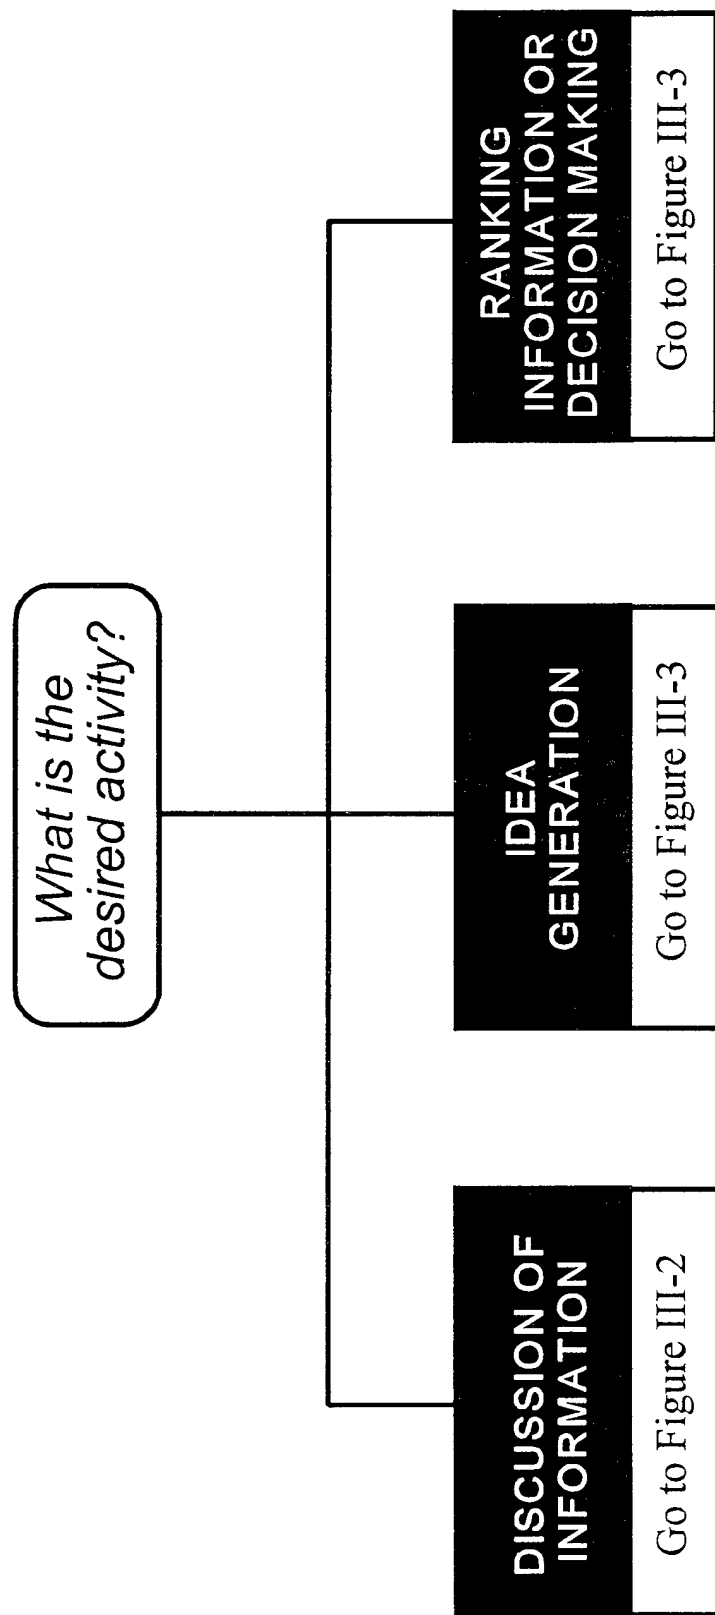 What is the
desired activity?
DISCUSSION OF
INFORMATION
Go to Figure III-2
IDEA
GENERATION
Go to Figure III-3
RANKING
INFORMATION OR
DECISION MAKING
Go to Figure III-3